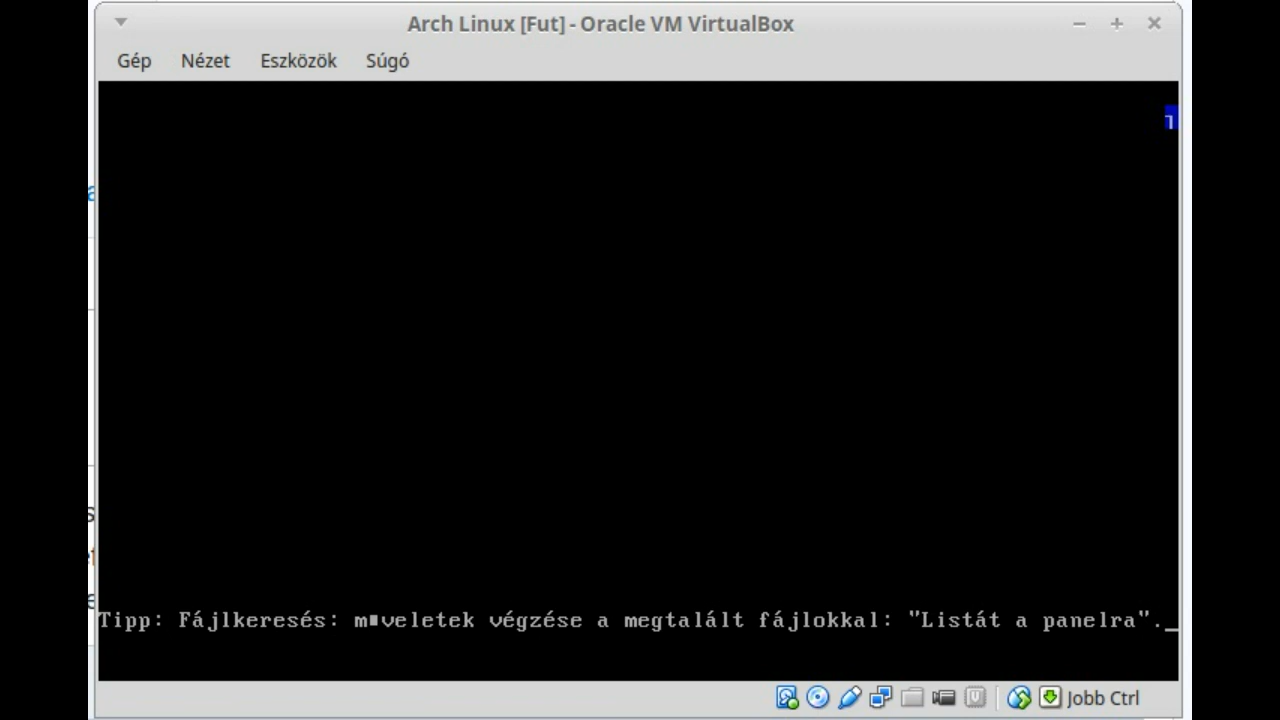 Arch Linux [Fut] - Oracle VM VirtualBox
Gép Nézet Eszközök Súgó
Tipp: Fájlkeresés: m▮veletek végzése a megtalált fájlokkal: "Listát a panelra"._
Jobb Ctrl